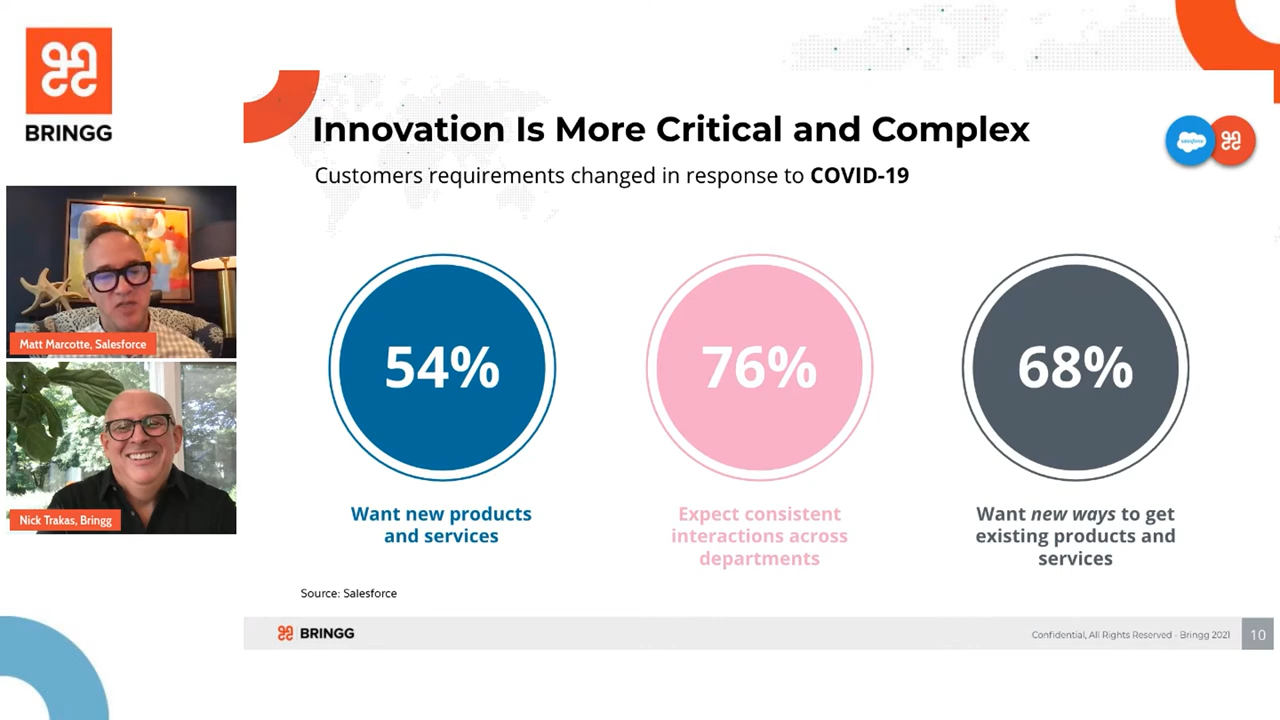 BRINGG
Innovation Is More Critical and Complex
salesforce
Customers requirements changed in response to COVID-19
54%
76%
68%
Matt Marcotte, Salesforce
Want new products
and services
Expect consistent
interactions across
departments
Want new ways to get
existing products and
services
Nick Trakas, Bringg
Source: Salesforce
BRINGG
Confidential, All Rights Reserved - Bringg 2021
10